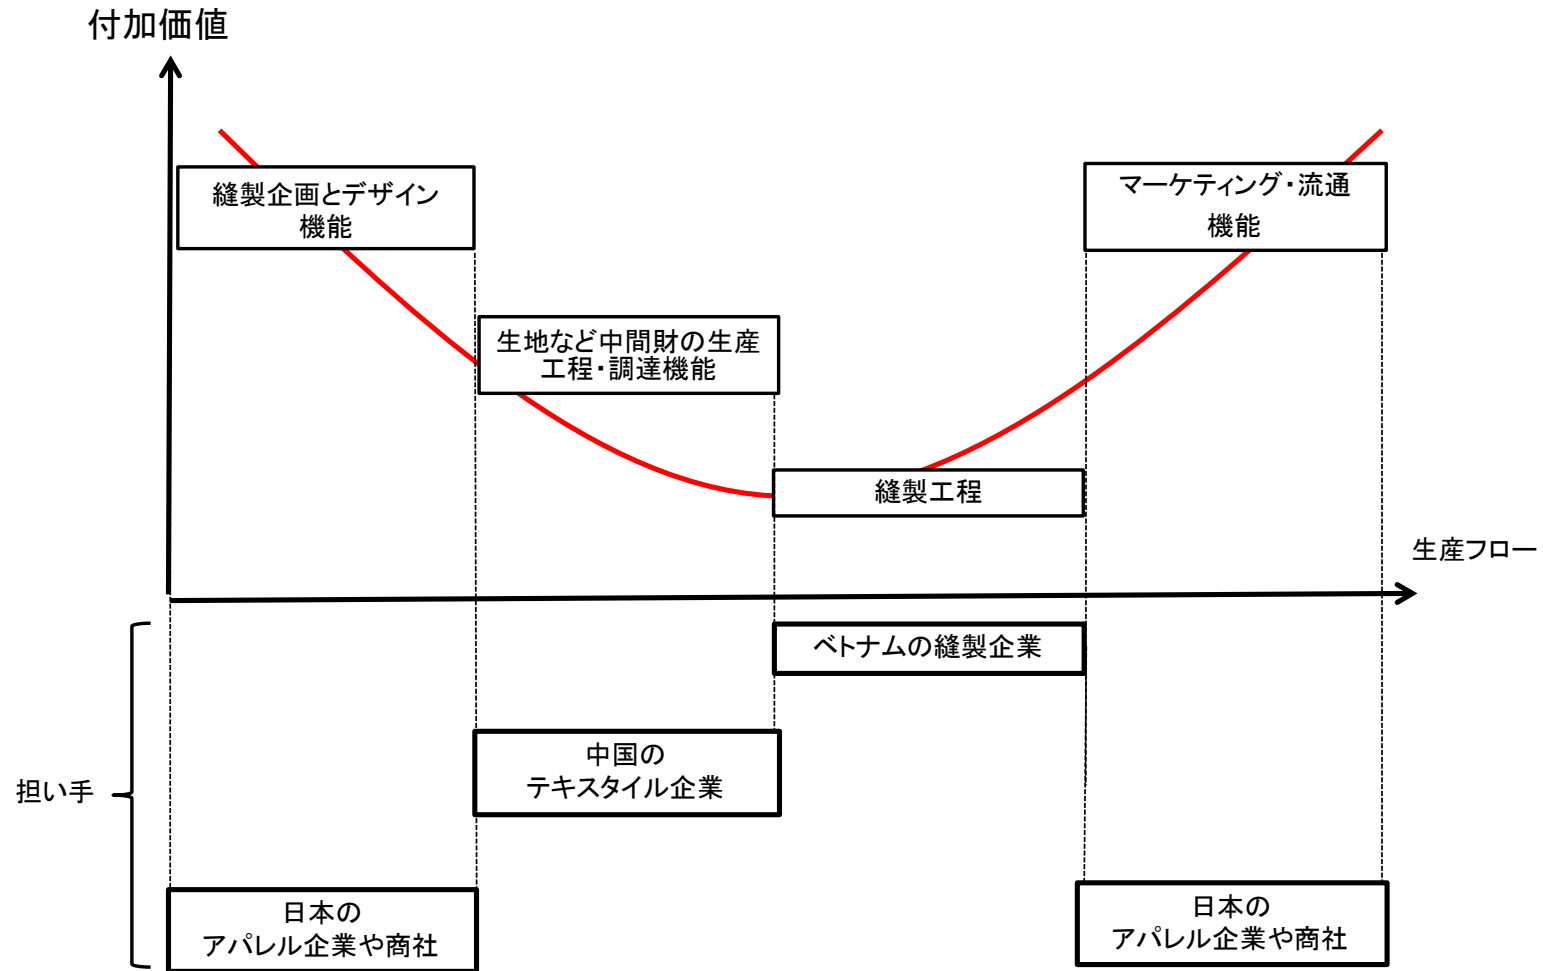 付加価値
縫製企画とデザイン
機能
マーケティング・流通
機能
生地など中間財の生産
工程・調達機能
縫製工程
生産フロー
ベトナムの縫製企業
中国の
テキスタイル企業
担い手
日本の
アパレル企業や商社
日本の
アパレル企業や商社